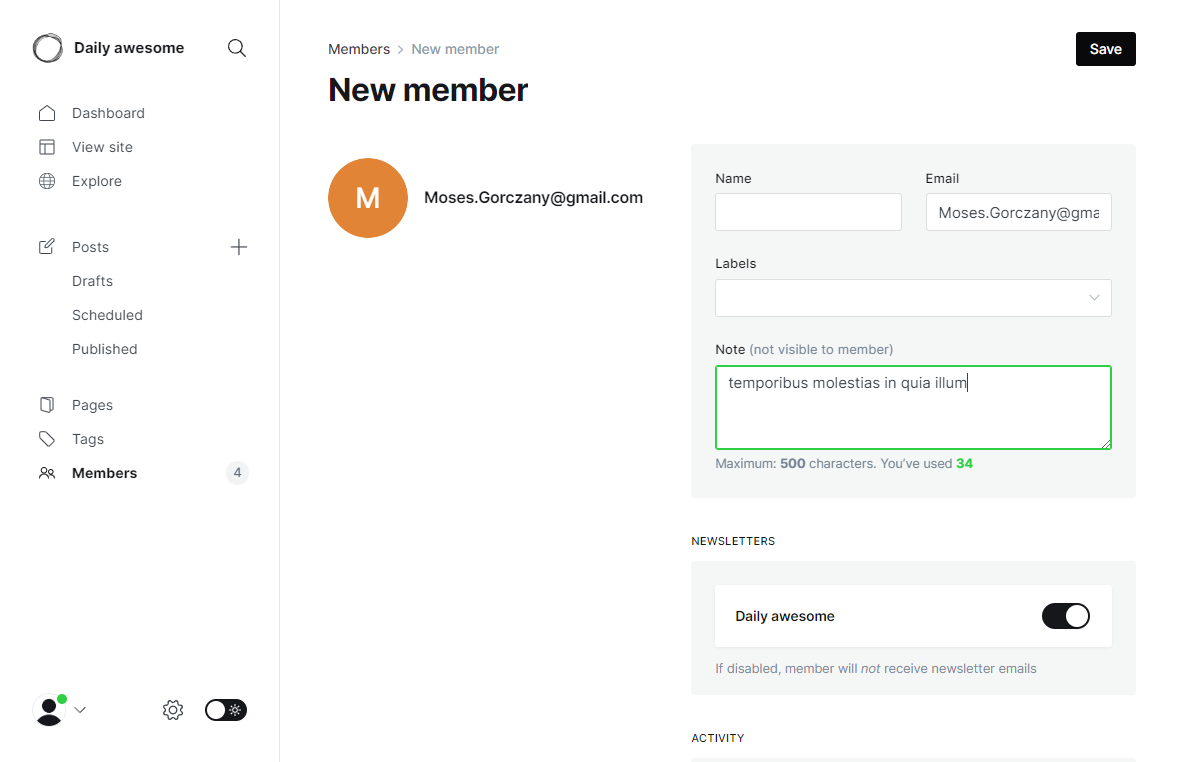 Daily awesome
Dashboard
View site
Explore
Posts
Drafts
Scheduled
Published
Pages
Tags
Members 4
Members > New member
Save
New member
M
Moses.Gorczany@gmail.com
Name
Email
Moses.Gorczany@gma
Labels
Note (not visible to member)
temporibus molestias in quia illum
Maximum: 500 characters. You’ve used 34
NEWSLETTERS
Daily awesome
If disabled, member will not receive newsletter emails
ACTIVITY